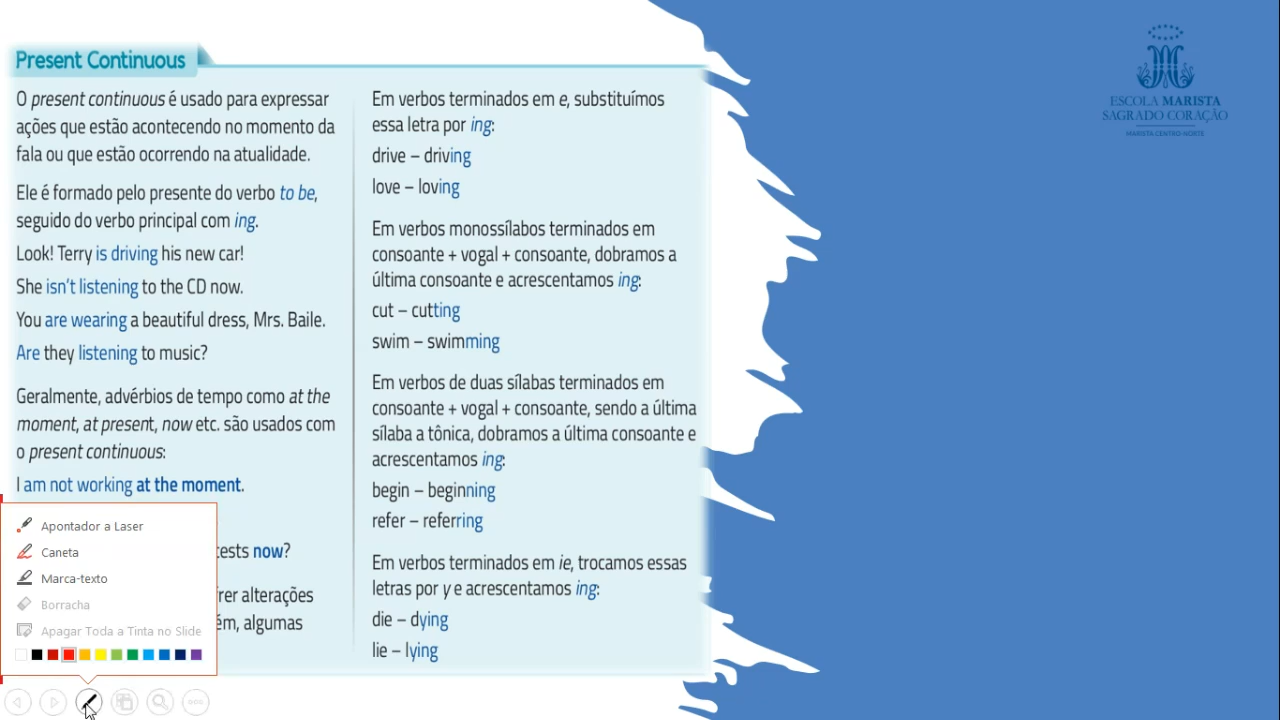 Present Continuous
O present continuous é usado para expressar
ações que estão acontecendo no momento da
fala ou que estão ocorrendo na atualidade.
Ele é formado pelo presente do verbo to be,
seguido do verbo principal com ing.
Look! Terry is driving his new car!
She isn't listening to the CD now.
You are wearing a beautiful dress, Mrs. Baile.
Are they listening to music?
Geralmente, advérbios de tempo como at the
moment, at present, now etc. são usados com
o present continuous:
I am not working at the moment.
tests now?
rer alterações
ém, algumas
Em verbos terminados em e, substituímos
essa letra por ing:
drive – driving
love – loving
Em verbos monossílabos terminados em
consoante + vogal + consoante, dobramos a
última consoante e acrescentamos ing:
cut – cutting
swim – swimming
Em verbos de duas sílabas terminados em
consoante + vogal + consoante, sendo a última
sílaba a tônica, dobramos a última consoante e
acrescentamos ing:
begin – beginning
refer – referring
Em verbos terminados em ie, trocamos essas
letras por y e acrescentamos ing:
die – dying
lie – lying
Apontador a Laser
Caneta
Marca-texto
Borracha
Apagar Toda a Tinta no Slide
ESCOLA MARISTA
SAGRADO CORAÇÃO
MARISTA CENTRO-NORTE